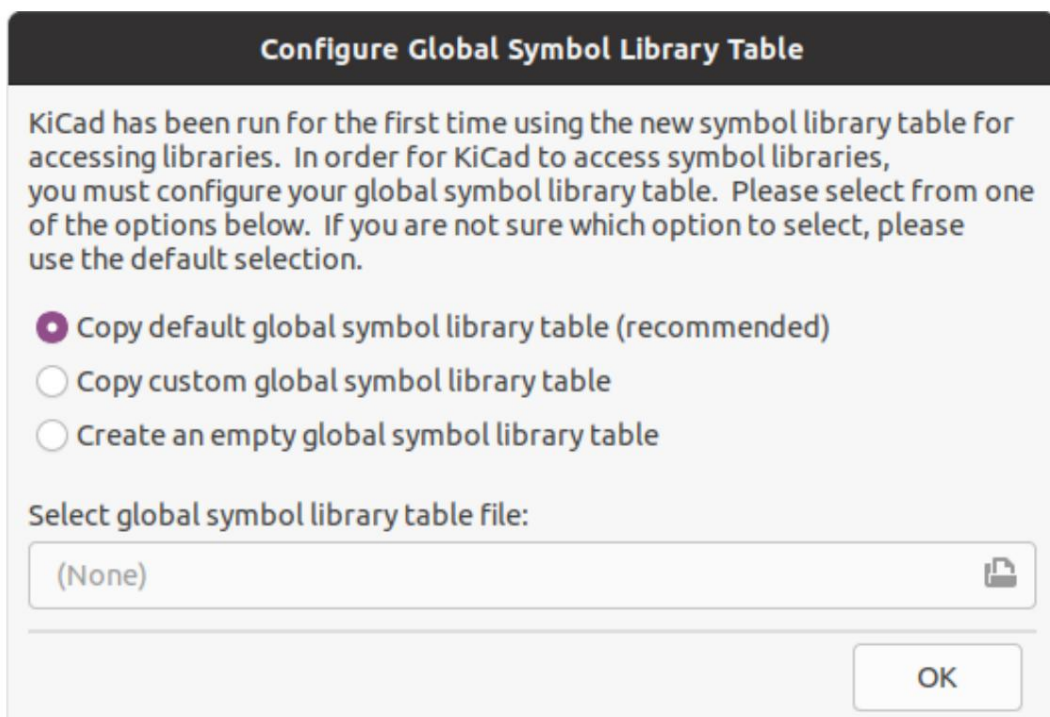 Configure Global Symbol Library Table
KiCad has been run for the first time using the new symbol library table for
accessing libraries.  In order for KiCad to access symbol libraries,
you must configure your global symbol library table.  Please select from one
of the options below.  If you are not sure which option to select, please
use the default selection.
Copy default global symbol library table (recommended)
Copy custom global symbol library table
Create an empty global symbol library table
Select global symbol library table file:
(None)
OK